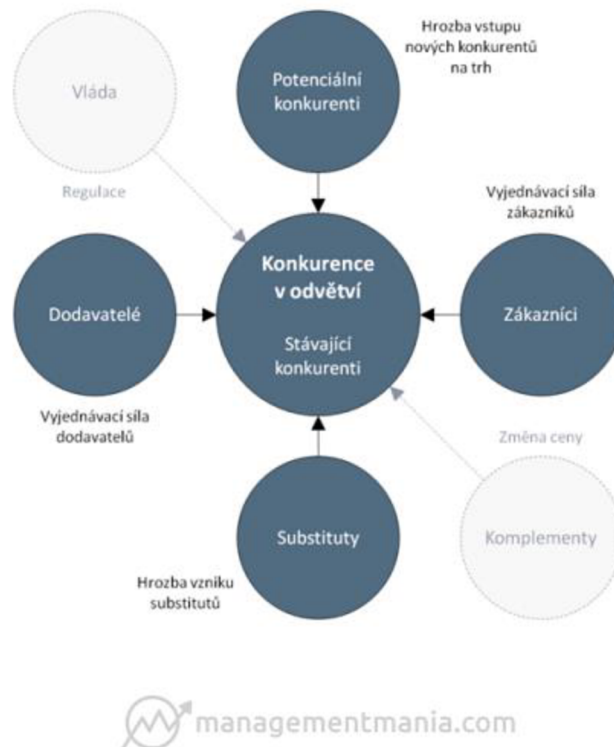 Hrozba vstupu
nových konkurentů
na trh
Vláda
Potenciální
konkurenti
Regulace
Vyjednávací síla
zákazníků
Konkurence
v odvětví
Dodavatelé
Zákazníci
Stávající
konkurenti
Vyjednávací síla
dodavatelů
Změna ceny
Substituty
Komplementy
Hrozba vzniku
substitutů
managementmania.com